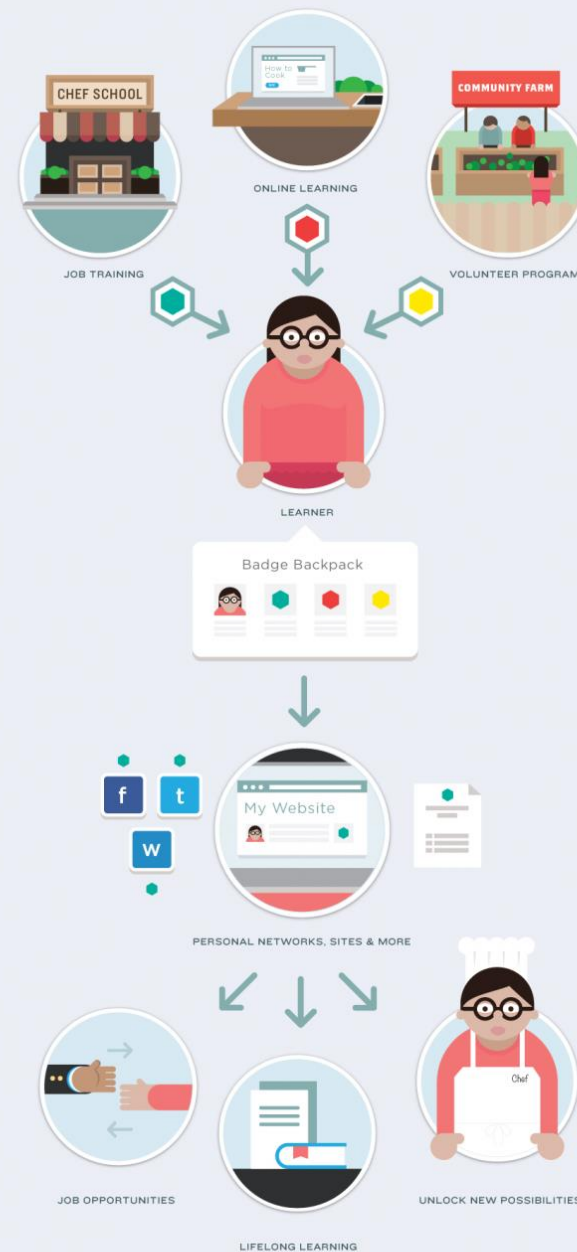 CHEF SCHOOL
How to
Cook
COMMUNITY FARM
ONLINE LEARNING
JOB TRAINING
VOLUNTEER PROGRAM
LEARNER
Badge Backpack
f
t
w
My Website
PERSONAL NETWORKS, SITES & MORE
Chef
JOB OPPORTUNITIES
UNLOCK NEW POSSIBILITIES
LIFELONG LEARNING